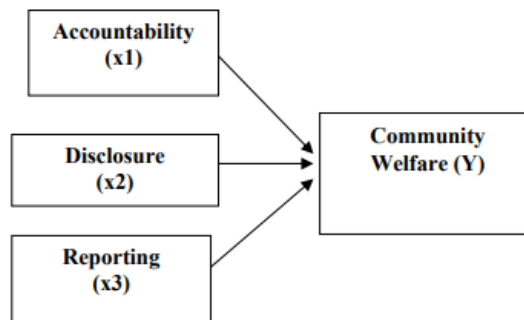 Accountability
(x1)
Disclosure
(x2)
Reporting
(x3)
Community
Welfare (Y)